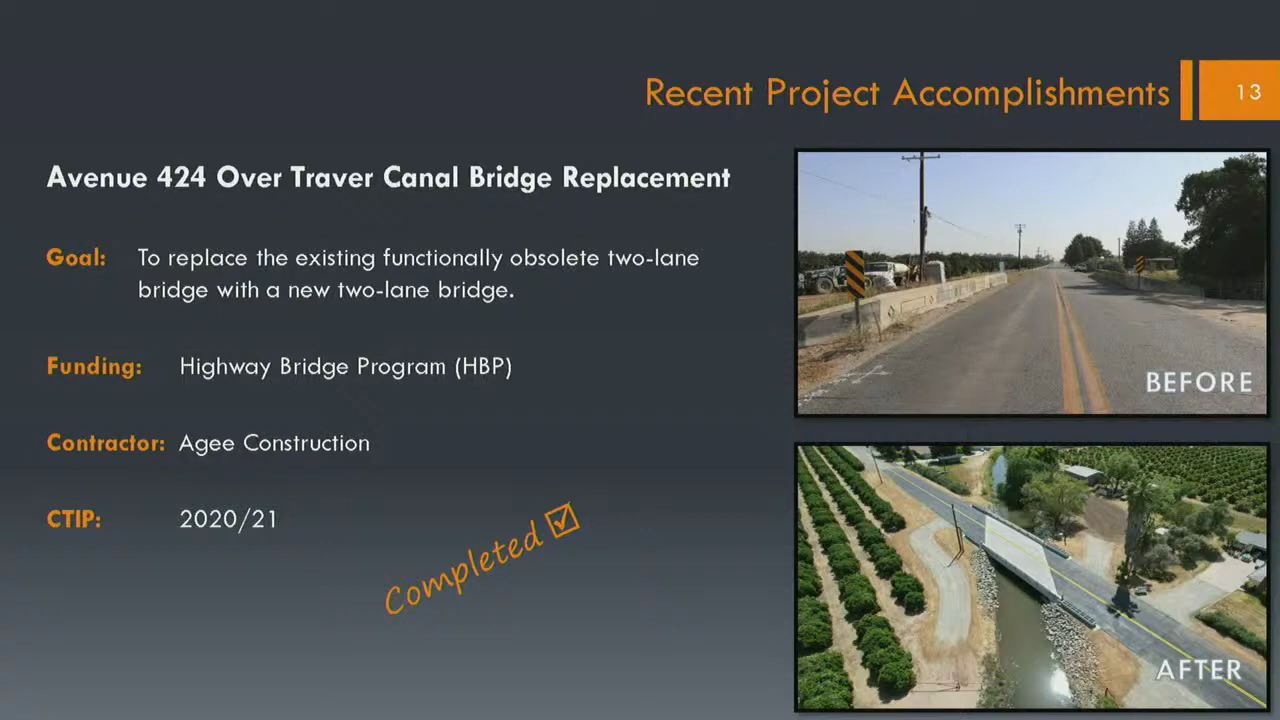 Recent Project Accomplishments
13
Avenue 424 Over Traver Canal Bridge Replacement
Goal: To replace the existing functionally obsolete two-lane
bridge with a new two-lane bridge.
Funding: Highway Bridge Program (HBP)
Contractor: Agee Construction
CTIP: 2020/21
Completed ☑
BEFORE
AFTER